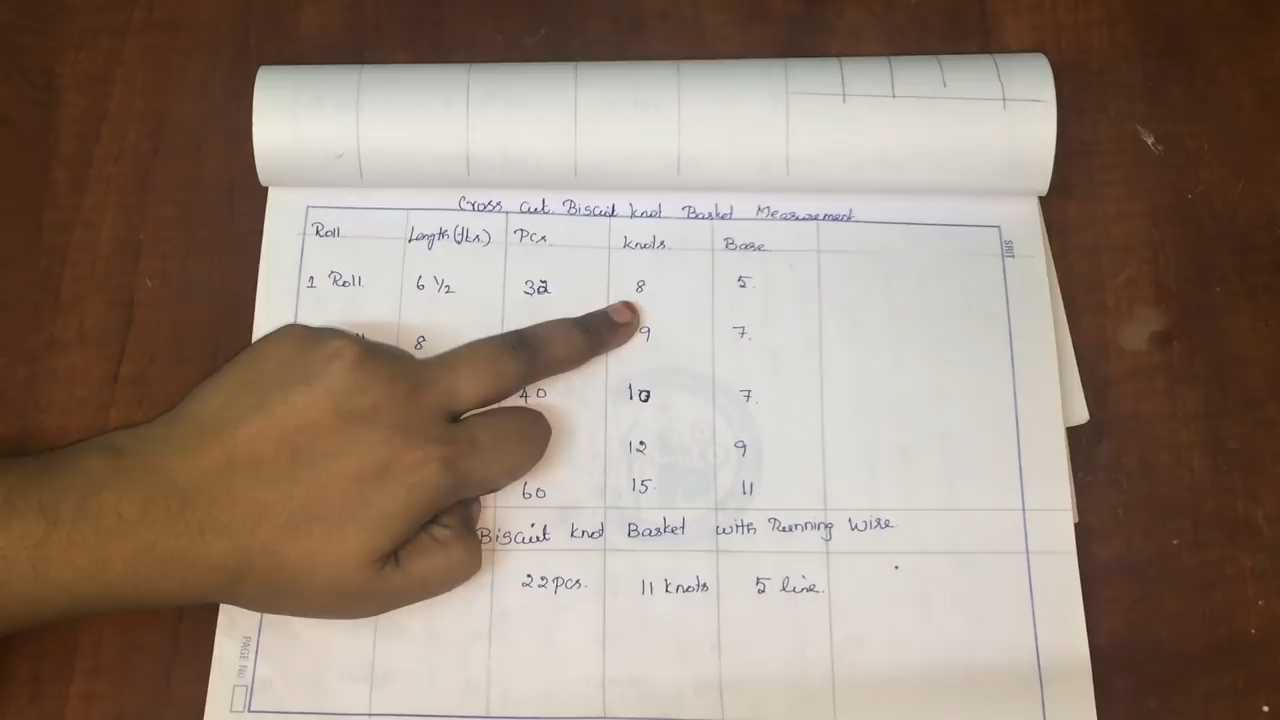 Cross Cut Biscuit knot Basket Measurement
Roll Length (fts.) Pcs. Knots. Base
1 Roll. 6 1/2 32 8 5.
8 9 7.
40 10 7.
12 9
60 15. 11
Biscuit knot Basket with Running Wire
22 pcs. 11 knots 5 line.
SRIT
PAGE No.